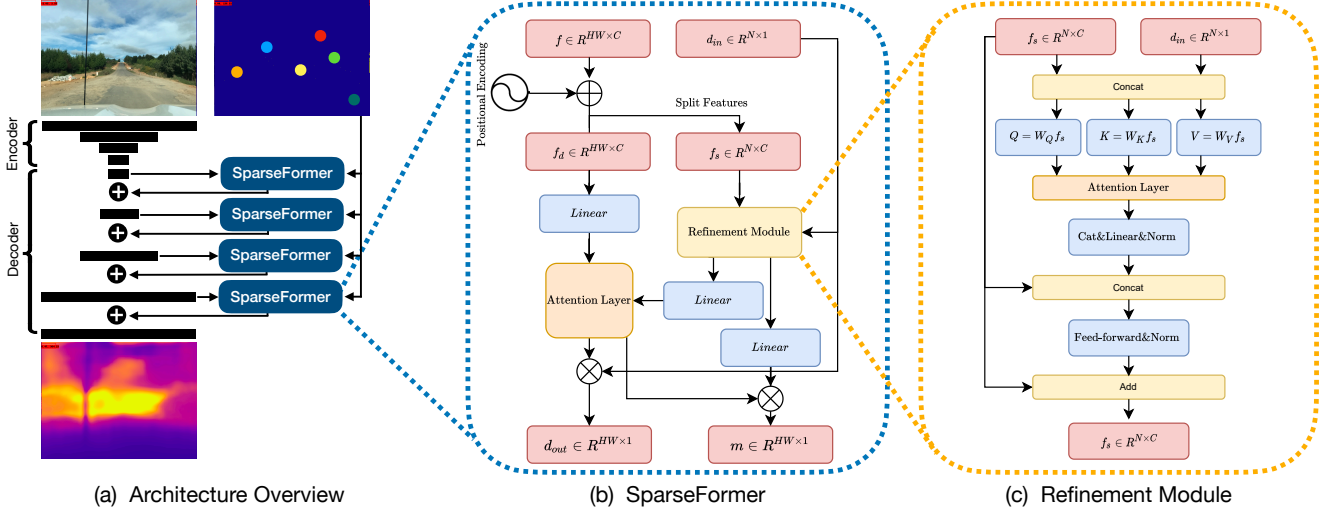 Encoder
Decoder
SparseFormer
SparseFormer
SparseFormer
SparseFormer
(a) Architecture Overview
f ∈ R^{HW×C}
d_{in} ∈ R^{N×1}
Positional Encoding
Split Features
f_d ∈ R^{HW×C}
f_s ∈ R^{N×C}
Linear
Refinement Module
Attention Layer
Linear
Linear
d_{out} ∈ R^{HW×1}
m ∈ R^{HW×1}
(b) SparseFormer
f_s ∈ R^{N×C}
d_{in} ∈ R^{N×1}
Concat
Q = W_Q f_s
K = W_K f_s
V = W_V f_s
Attention Layer
Cat&Linear&Norm
Concat
Feed-forward&Norm
Add
f_s ∈ R^{N×C}
(c) Refinement Module